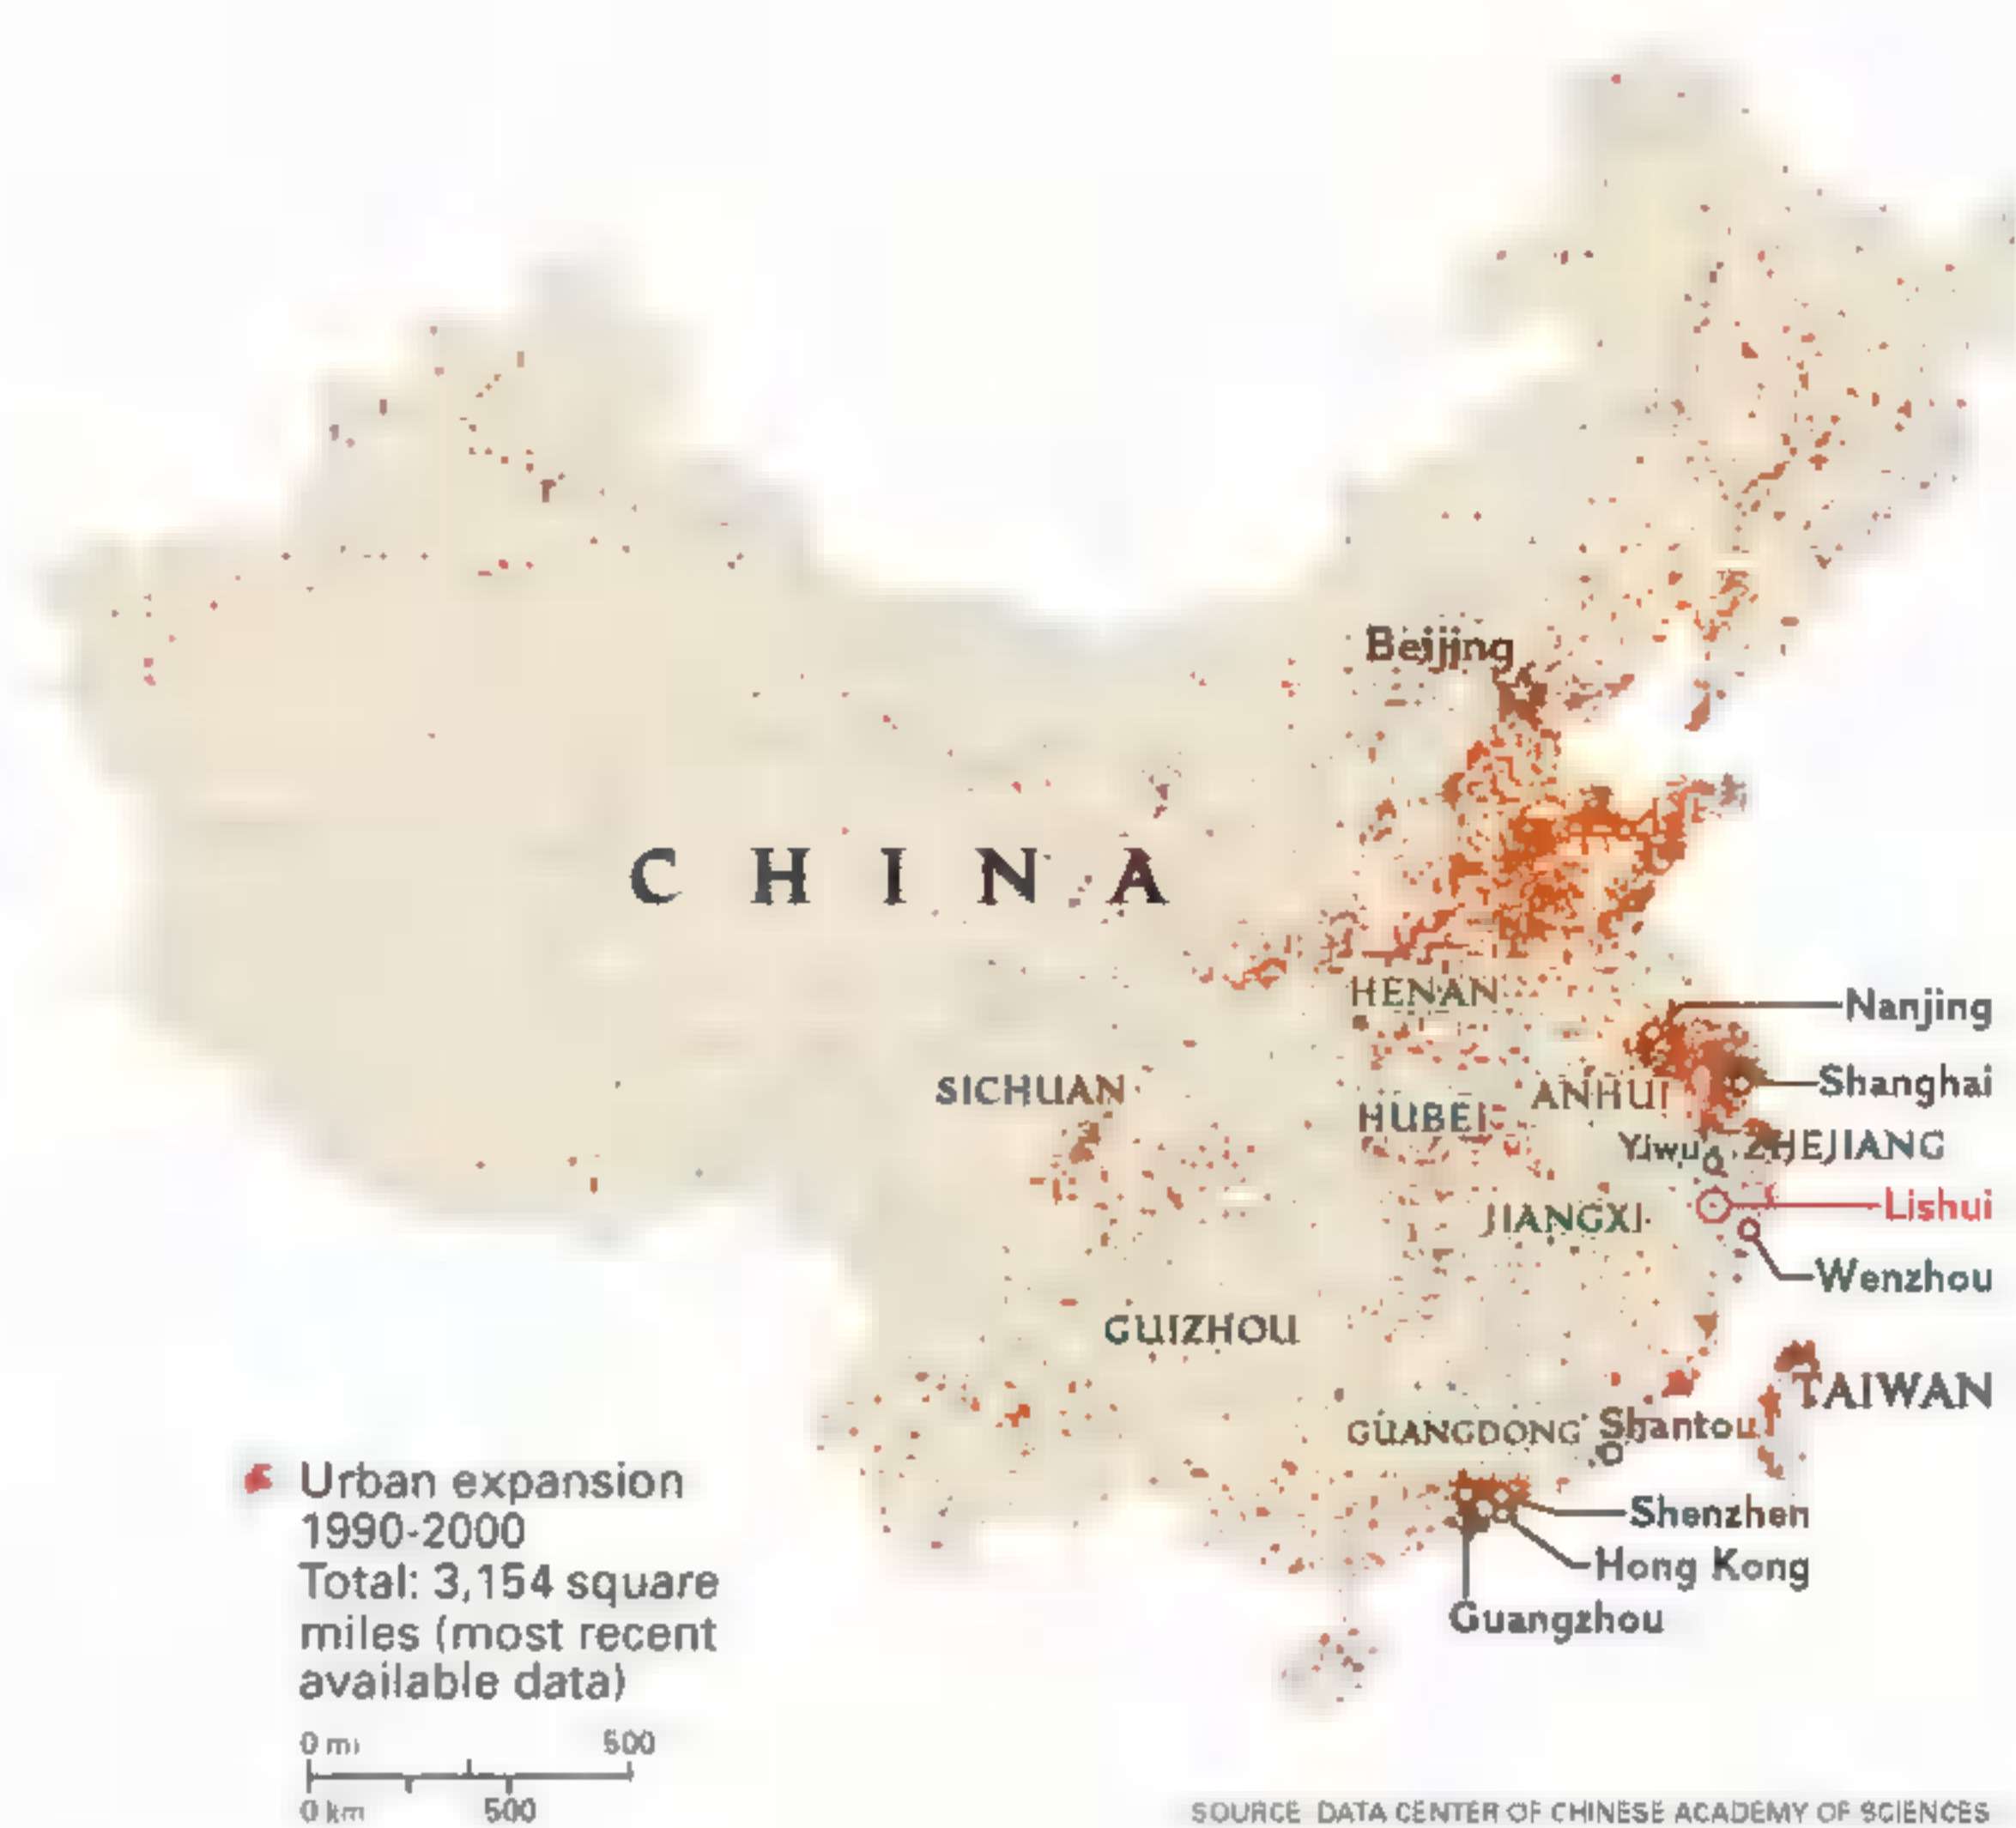 Beijing
C H I N A
HENAN
Nanjing
SICHUAN
ANHUI
Shanghai
HUBEI
Yiwu
ZHEJIANG
Lishui
JIANGXI
Wenzhou
GUIZHOU
TAIWAN
GUANGDONG
Shantou
Urban expansion
1990-2000
Total: 3,154 square
miles (most recent
available data)
Shenzhen
Hong Kong
Guangzhou
0 mi 500
0 km 500
SOURCE DATA CENTER OF CHINESE ACADEMY OF SCIENCES